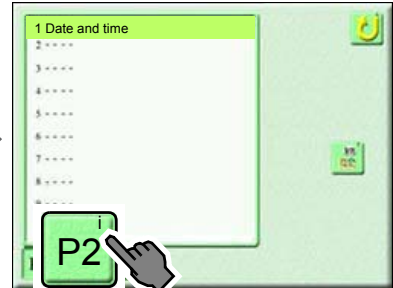 1 Date and time
2 - - - -
3 - - - -
4 - - - -
5 - - - -
6 - - - -
7 - - - -
8 - - - -
i
P2